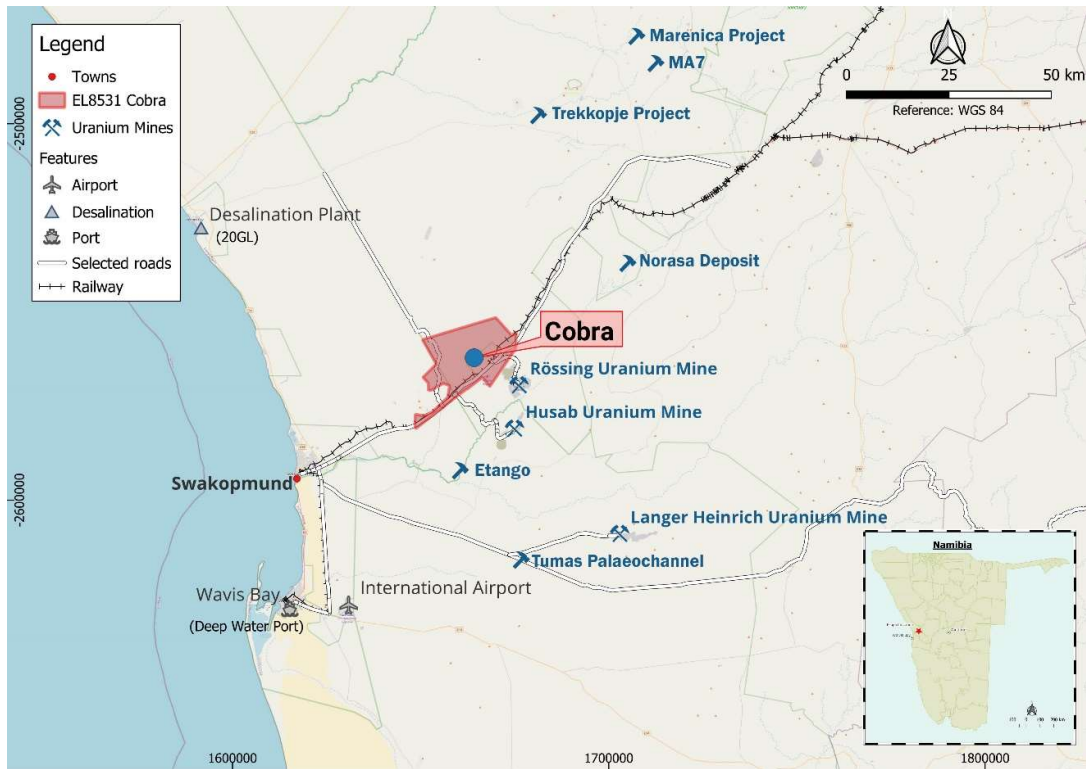 Legend
Towns
EL8531 Cobra
Uranium Mines
Features
Airport
Desalination
Port
Selected roads
Railway
Marenica Project
MA7
Trekkopje Project
0 25 50 km
Reference: WGS 84
-2500000
Desalination Plant
(20GL)
Norasa Deposit
Cobra
Rössing Uranium Mine
Husab Uranium Mine
Etango
Swakopmund
-2600000
Langer Heinrich Uranium Mine
Tumas Palaeochannel
International Airport
Wavis Bay
(Deep Water Port)
Namibia
1600000
1700000
1800000